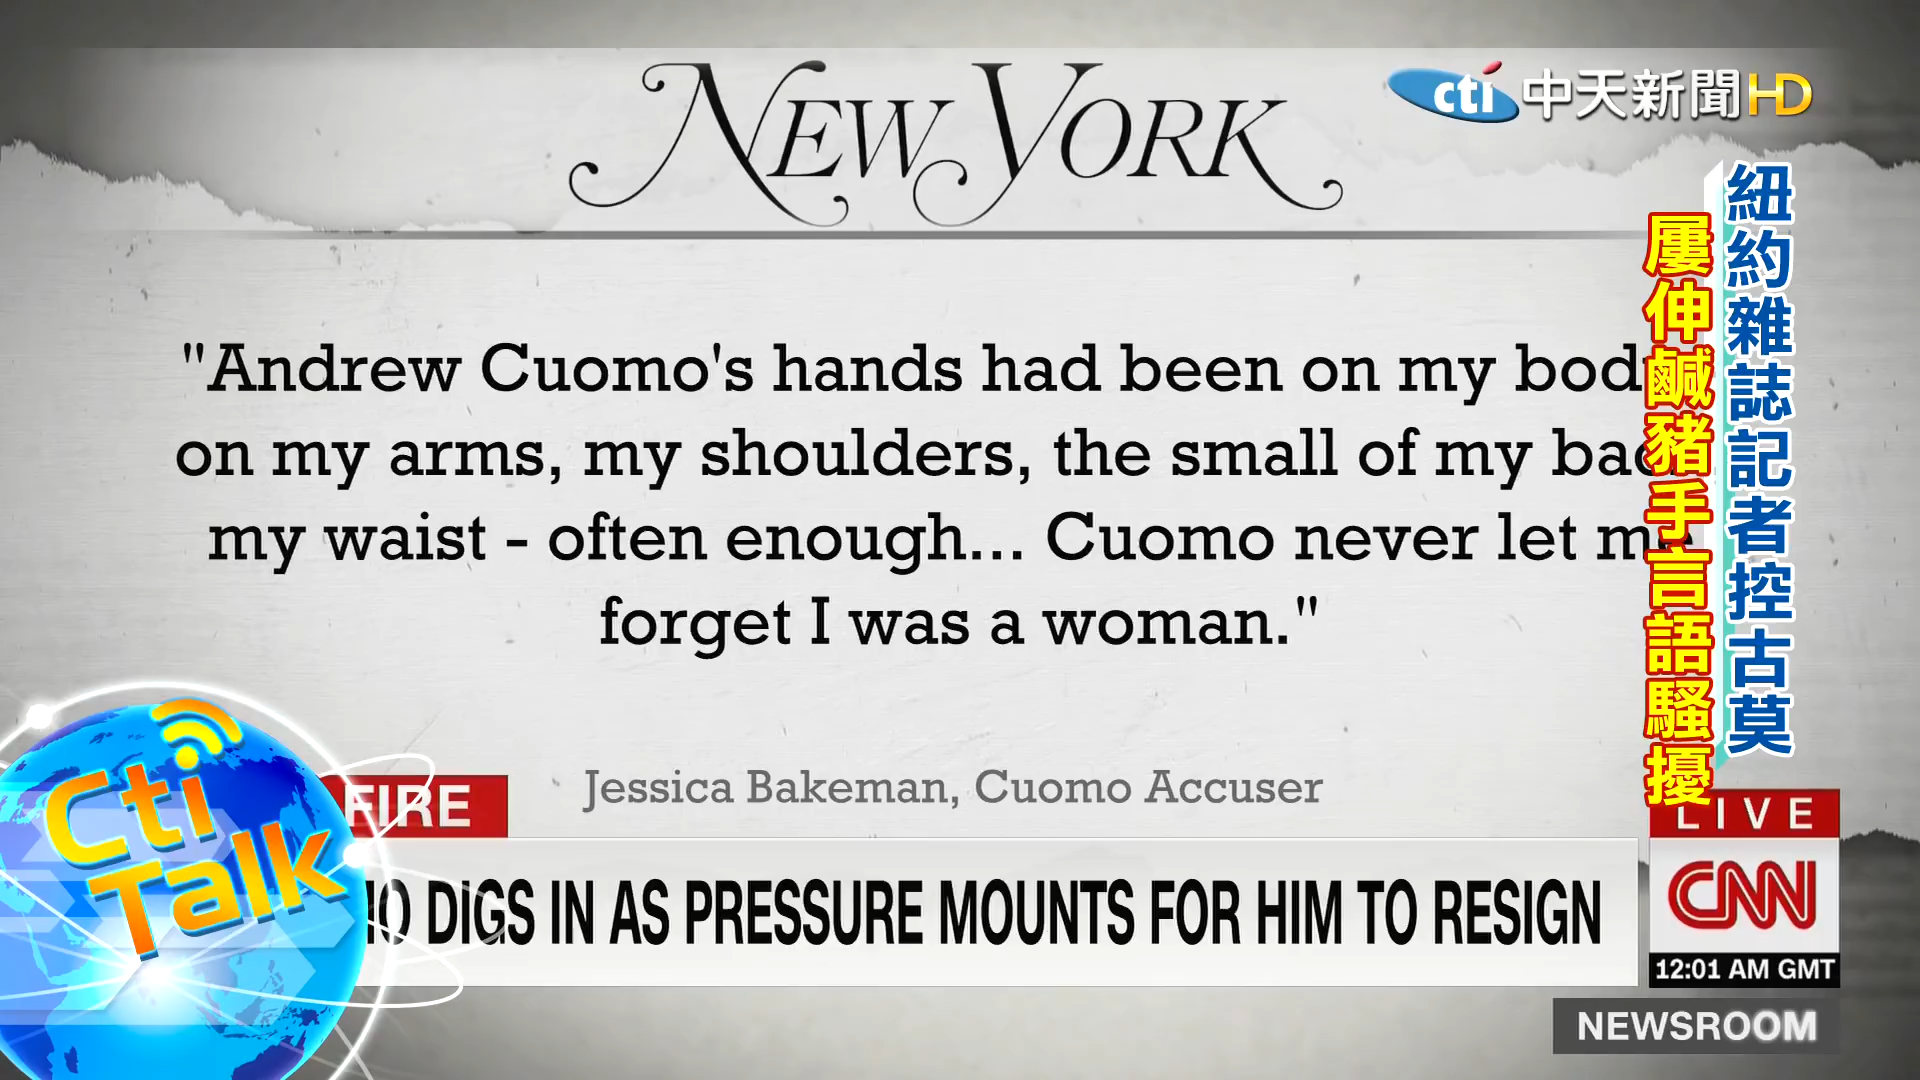 NEW YORK
cti 中天新聞HD
紐約雜誌記者控古莫
屢伸鹹豬手言語騷擾
"Andrew Cuomo's hands had been on my
on my arms, my shoulders, the small of my
my waist - often enough... Cuomo never let
forget I was a woman."
Jessica Bakeman, Cuomo Accuser
FIRE
DIGS IN AS PRESSURE MOUNTS FOR HIM TO RESIGN
Cti
Talk
LIVE
CNN
12:01 AM GMT
NEWSROOM